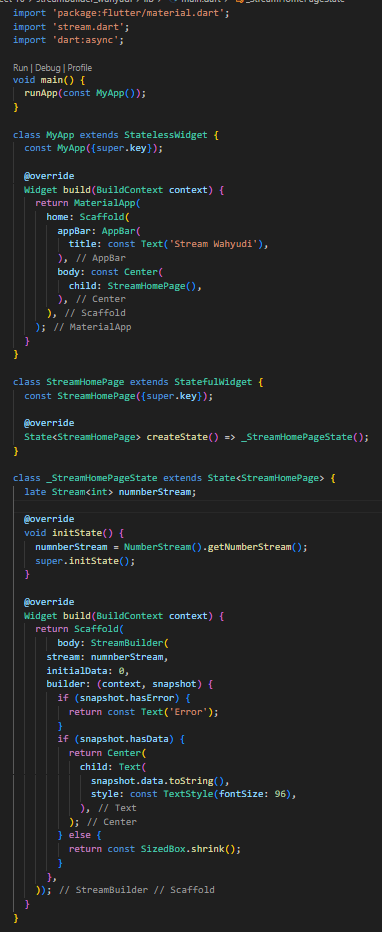 import 'package:flutter/material.dart';
import 'stream.dart';
import 'dart:async';
Run | Debug | Profile
void main() {
  runApp(const MyApp());
}
class MyApp extends StatelessWidget {
  const MyApp({super.key});
  @override
  Widget build(BuildContext context) {
    return MaterialApp(
      home: Scaffold(
        appBar: AppBar(
          title: const Text('Stream Wahyudi'),
        ), // AppBar
        body: const Center(
          child: StreamHomePage(),
        ), // Center
      ), // Scaffold
    ); // MaterialApp
  }
}
class StreamHomePage extends StatefulWidget {
  const StreamHomePage({super.key});
  @override
  State<StreamHomePage> createState() => _StreamHomePageState();
}
class _StreamHomePageState extends State<StreamHomePage> {
  late Stream<int> numnberStream;
  @override
  void initState() {
    numnberStream = NumberStream().getNumberStream();
    super.initState();
  }
  @override
  Widget build(BuildContext context) {
    return Scaffold(
        body: StreamBuilder(
      stream: numnberStream,
      initialData: 0,
      builder: (context, snapshot) {
        if (snapshot.hasError) {
          return const Text('Error');
        }
        if (snapshot.hasData) {
          return Center(
            child: Text(
              snapshot.data.toString(),
              style: const TextStyle(fontSize: 96),
            ), // Text
          ); // Center
        } else {
          return const SizedBox.shrink();
        }
      },
    )); // StreamBuilder // Scaffold
  }
}